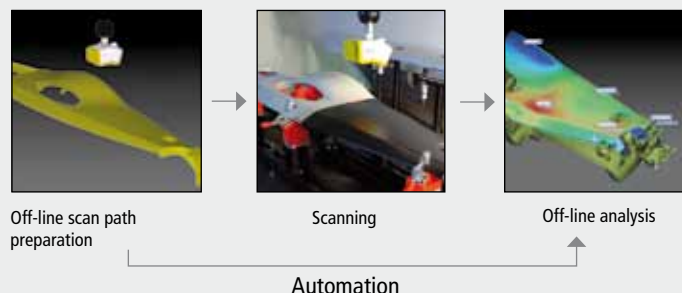 Off-line scan path
preparation
Scanning
Off-line analysis
Automation